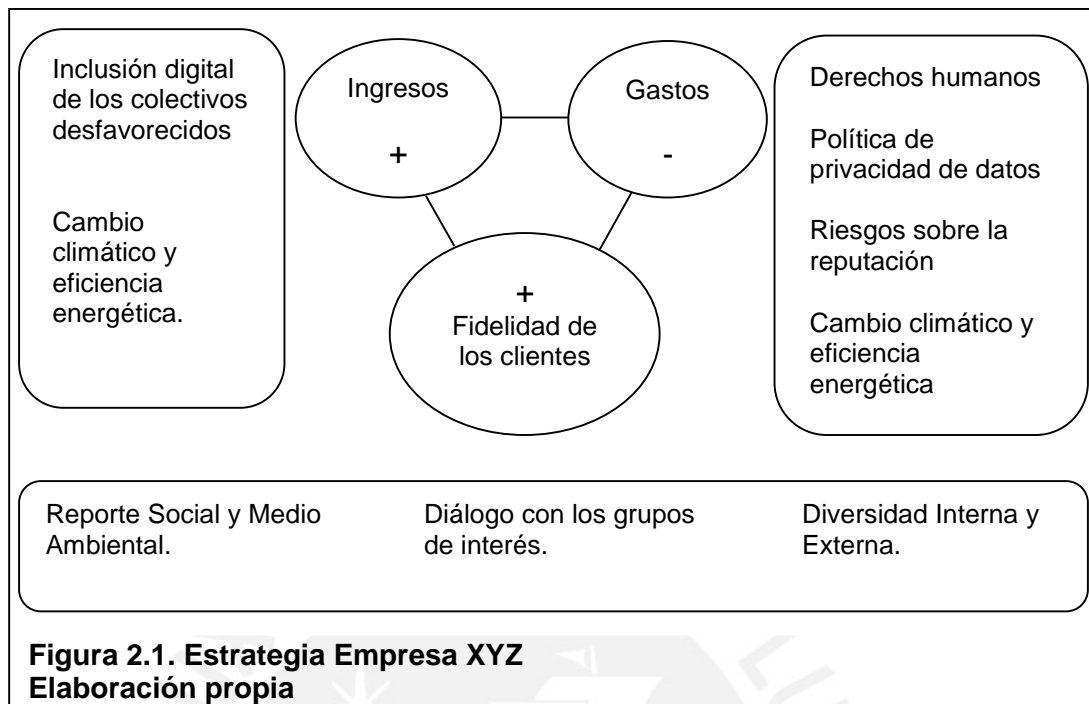 Inclusión digital
de los colectivos
desfavorecidos
Cambio
climático y
eficiencia
energética.
Ingresos
+
Gastos
-
+
Fidelidad de
los clientes
Derechos humanos
Política de
privacidad de datos
Riesgos sobre la
reputación
Cambio climático y
eficiencia
energética
Reporte Social y Medio
Ambiental.
Diálogo con los grupos
de interés.
Diversidad Interna y
Externa.
Figura 2.1. Estrategia Empresa XYZ
Elaboración propia